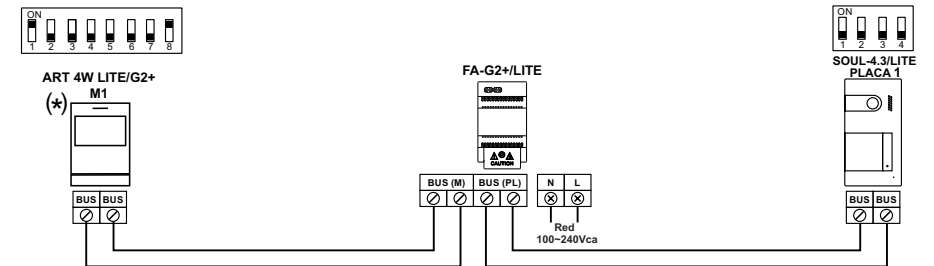 ON
1 2 3 4 5 6 7 8
ART 4W LITE/G2+
M1
(*)
BUS BUS
FA-G2+/LITE
CAUTION
BUS (M) BUS (PL) N L
Red
100~240Vca
ON
1 2 3 4
SOUL-4.3/LITE
PLACA 1
BUS BUS